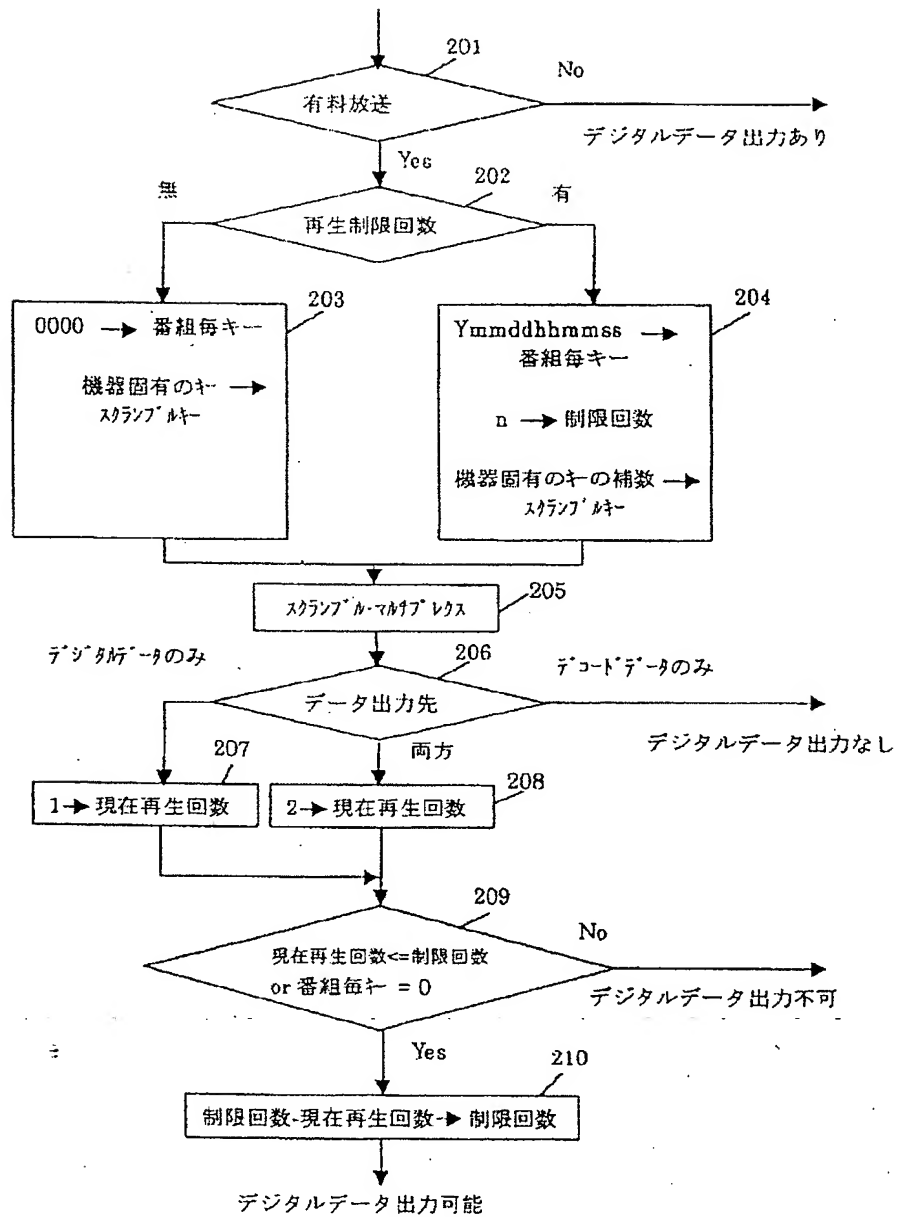 201
No
有料放送
デジタルデータ出力あり
Yes
202
無
有
再生制限回数
203
204
0000 → 番組毎キー
機器固有のキー →
スクランブルキー
Ymmddhhmmss →
番組毎キー
n → 制限回数
機器固有のキーの補数 →
スクランブルキー
スクランブル・マルチプレクス
205
デジタルデータのみ
206
デコードデータのみ
データ出力先
デジタルデータ出力なし
両方
207
208
1→現在再生回数
2→現在再生回数
209
No
現在再生回数<=制限回数
or 番組毎キー = 0
デジタルデータ出力不可
Yes
210
制限回数-現在再生回数→ 制限回数
デジタルデータ出力可能